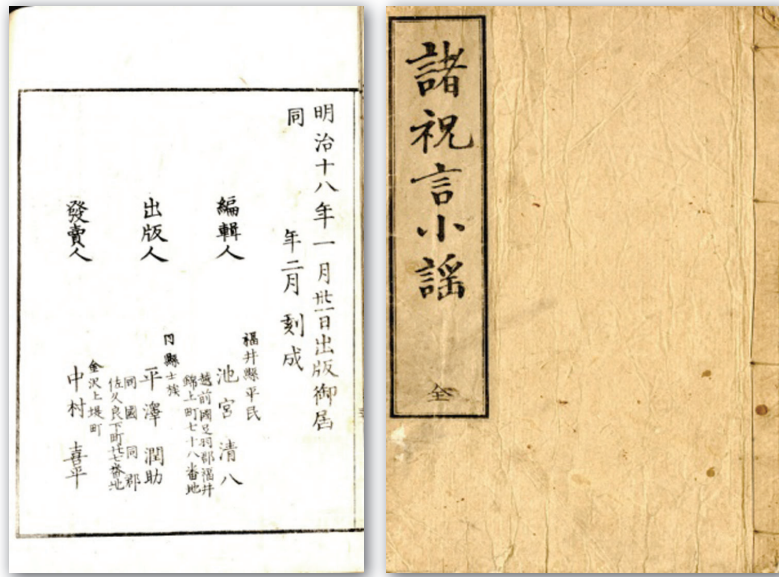 諸祝言小謡
全
明治十八年一月廿一日出版御届
同 年二月刻成
編輯人
福井縣平民
池宮清八
越前國足羽郡福井
錦上町七十八番地
出版人
同縣士族
平澤潤助
同國同郡
佐久良下町廿七番地
發賣人
金沢上堤町
中村喜平